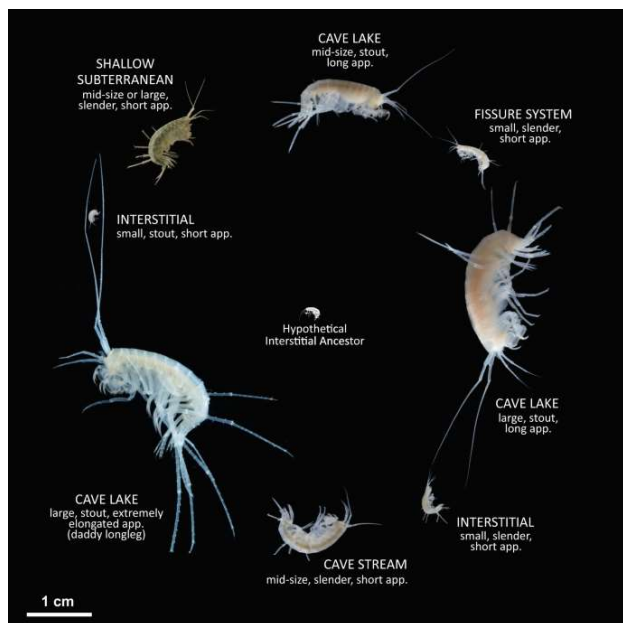 CAVE LAKE
mid-size, stout,
long app.
SHALLOW
SUBTERRANEAN
mid-size or large,
slender, short app.
FISSURE SYSTEM
small, slender,
short app.
INTERSTITIAL
small, stout, short app.
Hypothetical
Interstitial Ancestor
CAVE LAKE
large, stout,
long app.
CAVE LAKE
large, stout, extremely
elongated app.
(daddy longleg)
INTERSTITIAL
small, slender,
short app.
CAVE STREAM
mid-size, slender, short app.
1 cm